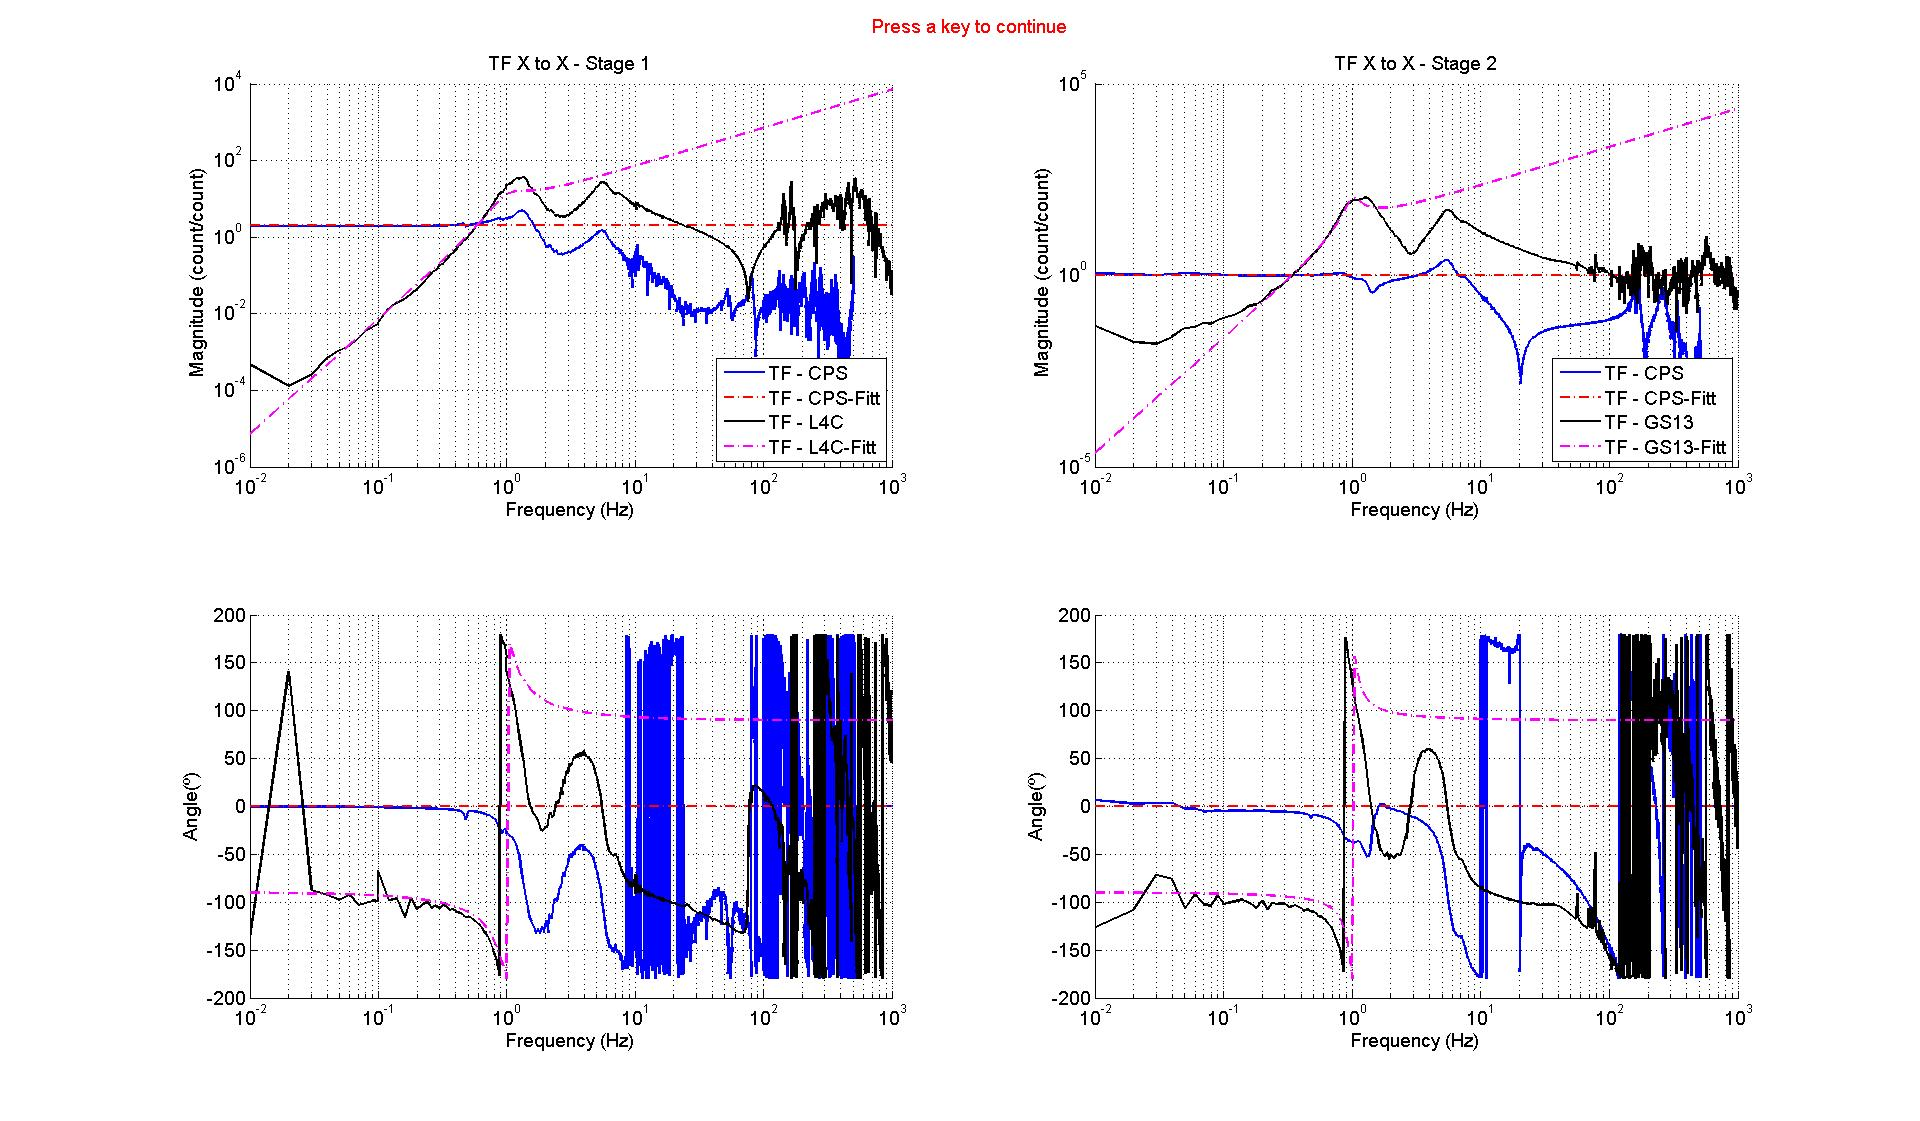 Press a key to continue
TF X to X - Stage 1
10^4
10^2
10^0
10^-2
10^-4
10^-6
Magnitude (count/count)
TF - CPS
TF - CPS-Fitt
TF - L4C
TF - L4C-Fitt
10^-2 10^-1 10^0 10^1 10^2 10^3
Frequency (Hz)
TF X to X - Stage 2
10^5
10^0
10^-5
Magnitude (count/count)
TF - CPS
TF - CPS-Fitt
TF - GS13
TF - GS13-Fitt
10^-2 10^-1 10^0 10^1 10^2 10^3
Frequency (Hz)
200
150
100
50
0
-50
-100
-150
-200
Angle(º)
10^-2 10^-1 10^0 10^1 10^2 10^3
Frequency (Hz)
200
150
100
50
0
-50
-100
-150
-200
Angle(º)
10^-2 10^-1 10^0 10^1 10^2 10^3
Frequency (Hz)